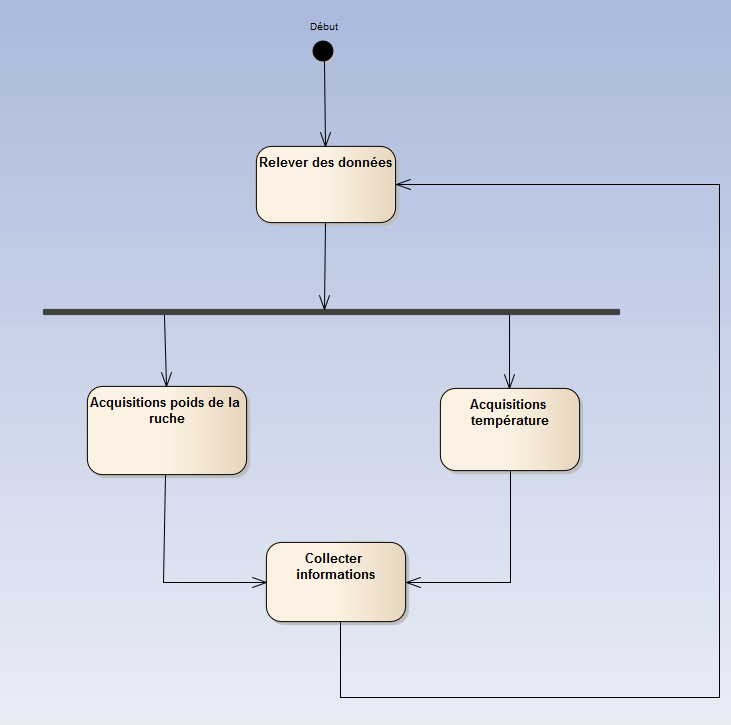 Début
Relever des données
Acquisitions poids de la
ruche
Acquisitions
température
Collecter
informations